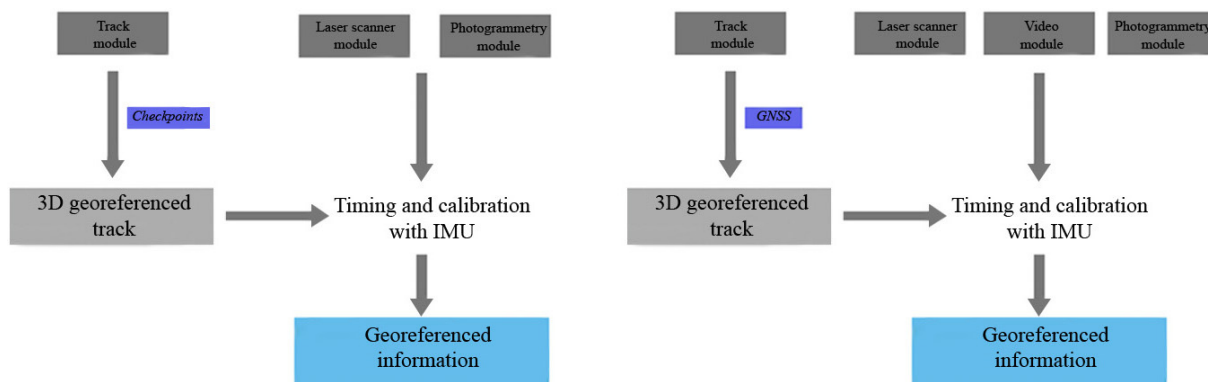 Track
module
Laser scanner
module
Photogrammetry
module
Checkpoints
3D georeferenced
track
Timing and calibration
with IMU
Georeferenced
information
Track
module
Laser scanner
module
Video
module
Photogrammetry
module
GNSS
3D georeferenced
track
Timing and calibration
with IMU
Georeferenced
information